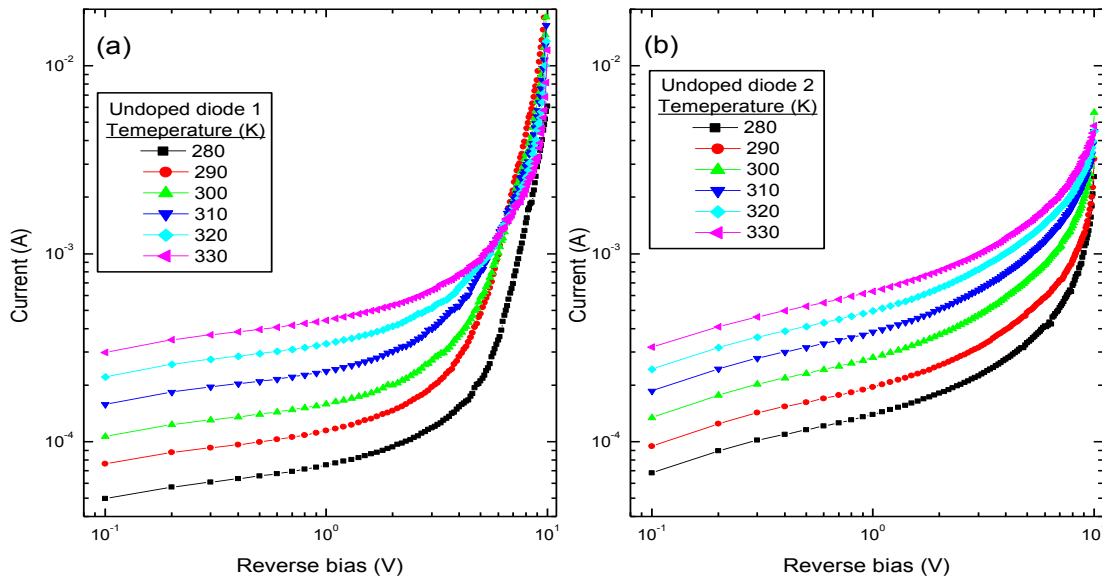 (a)
Undoped diode 1
Temeperature (K)
280
290
300
310
320
330
10⁻²
10⁻³
10⁻⁴
Current (A)
10⁻¹
10⁰
10¹
Reverse bias (V)
(b)
Undoped diode 2
Temeperature (K)
280
290
300
310
320
330
10⁻²
10⁻³
10⁻⁴
Current (A)
10⁻¹
10⁰
10¹
Reverse bias (V)